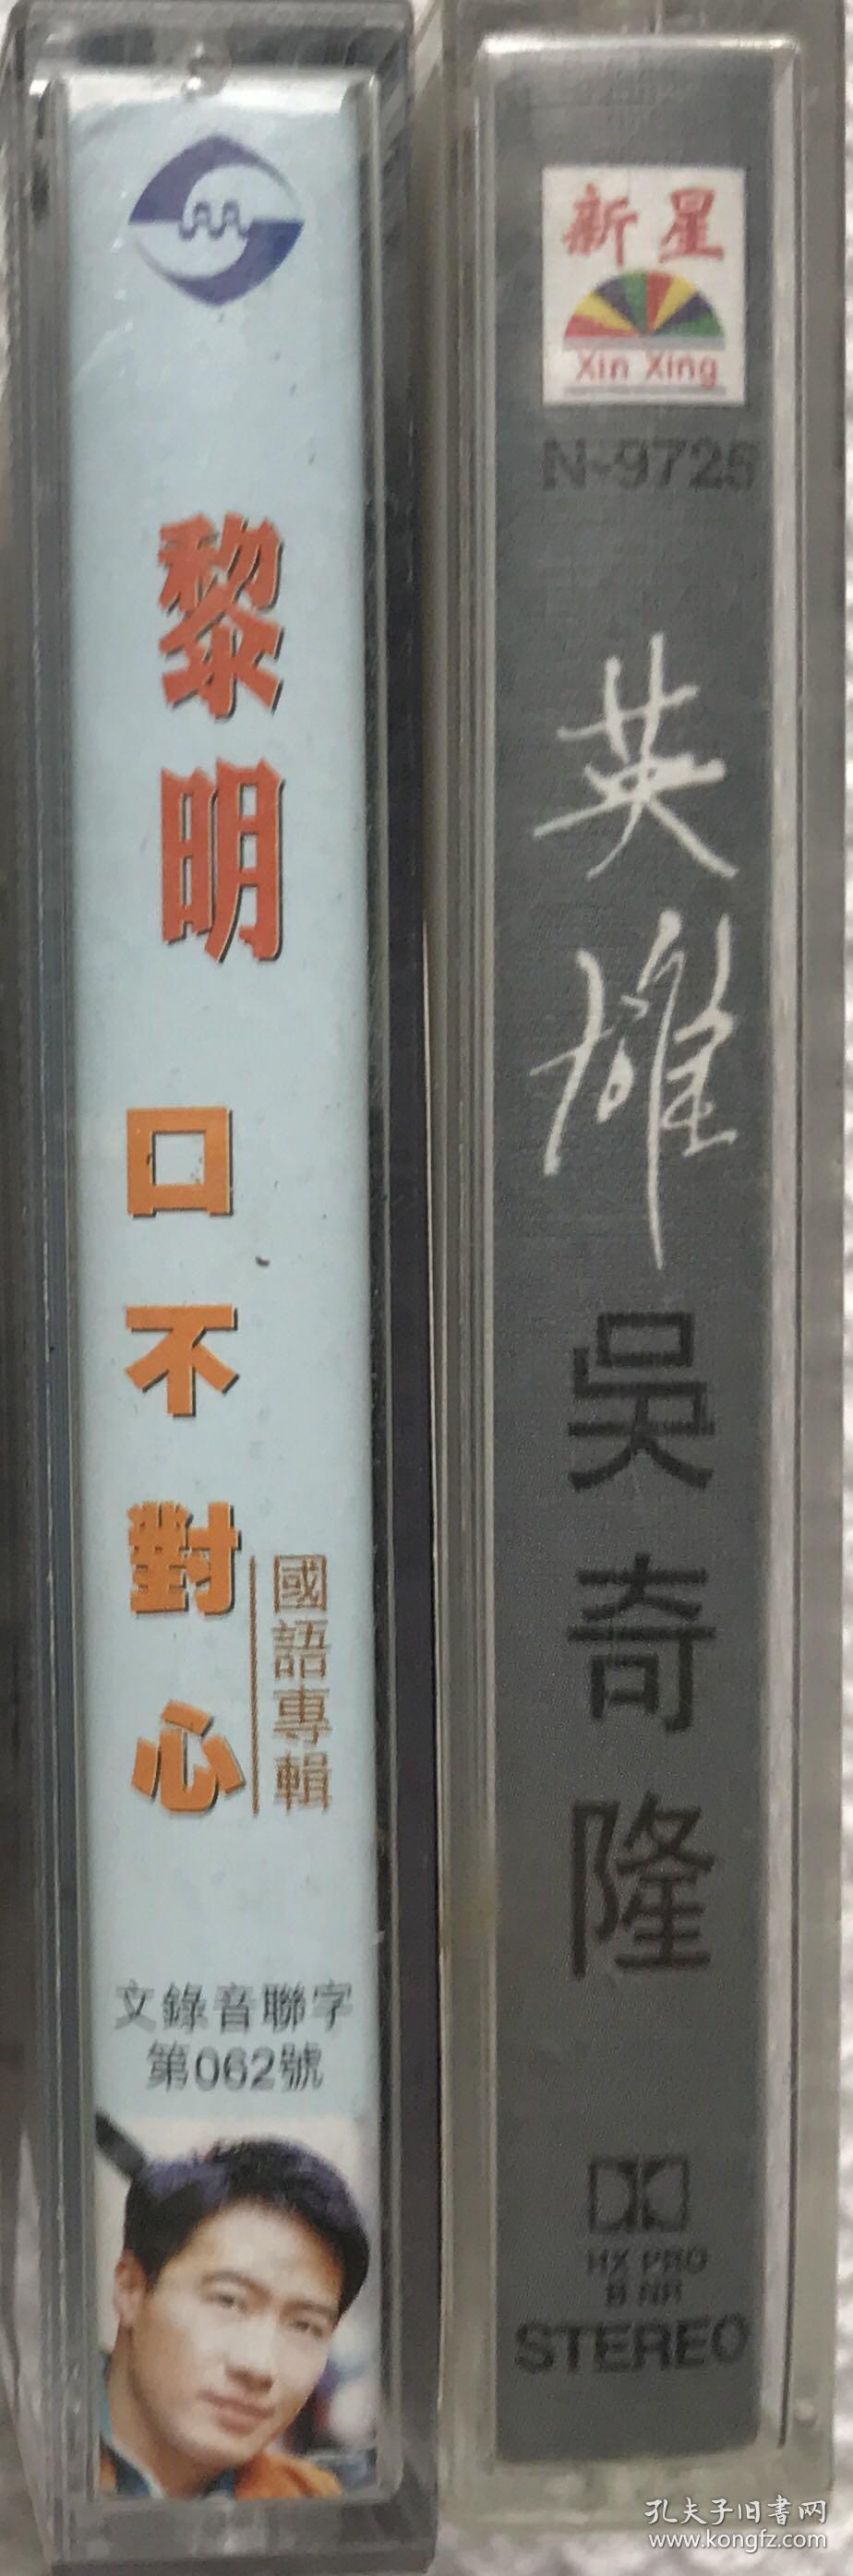 黎明
口不對心
國語專輯
文錄音聯字
第062號
新星
Xin Xing
N-9725
英雄
吳奇隆
HX PRO
B NR
STEREO
孔夫子旧書网
www.kongfz.com